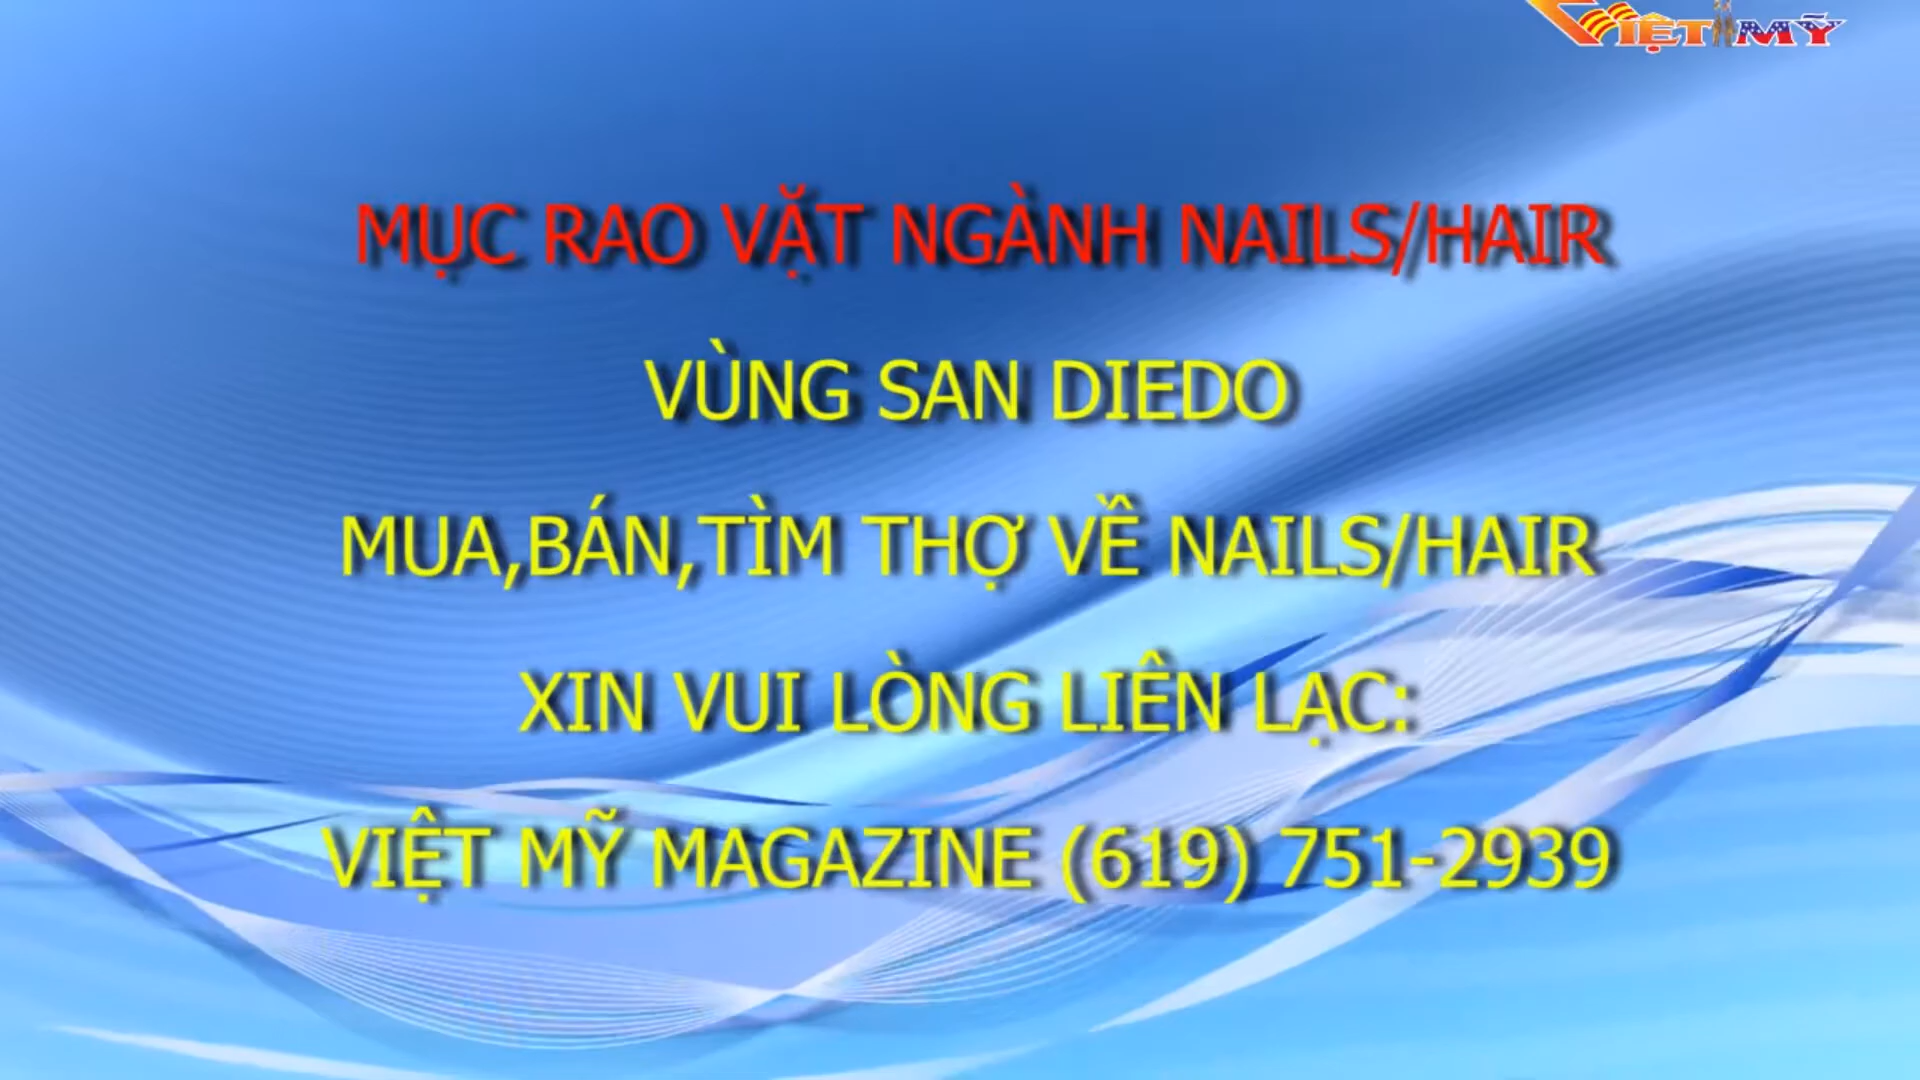 VIỆT MỸ
MỤC RAO VẶT NGÀNH NAILS/HAIR
VÙNG SAN DIEDO
MUA,BÁN,TÌM THỢ VỀ NAILS/HAIR
XIN VUI LÒNG LIÊN LẠC:
VIỆT MỸ MAGAZINE (619) 751-2939